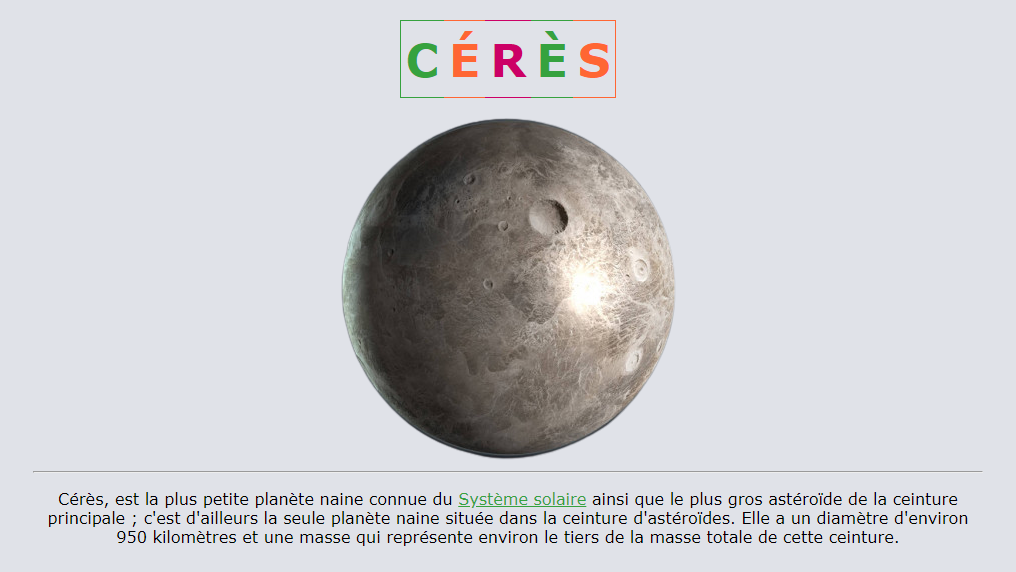 CÉRÈS
Cérès, est la plus petite planète naine connue du Système solaire ainsi que le plus gros astéroïde de la ceinture
principale ; c'est d'ailleurs la seule planète naine située dans la ceinture d'astéroïdes. Elle a un diamètre d'environ
950 kilomètres et une masse qui représente environ le tiers de la masse totale de cette ceinture.